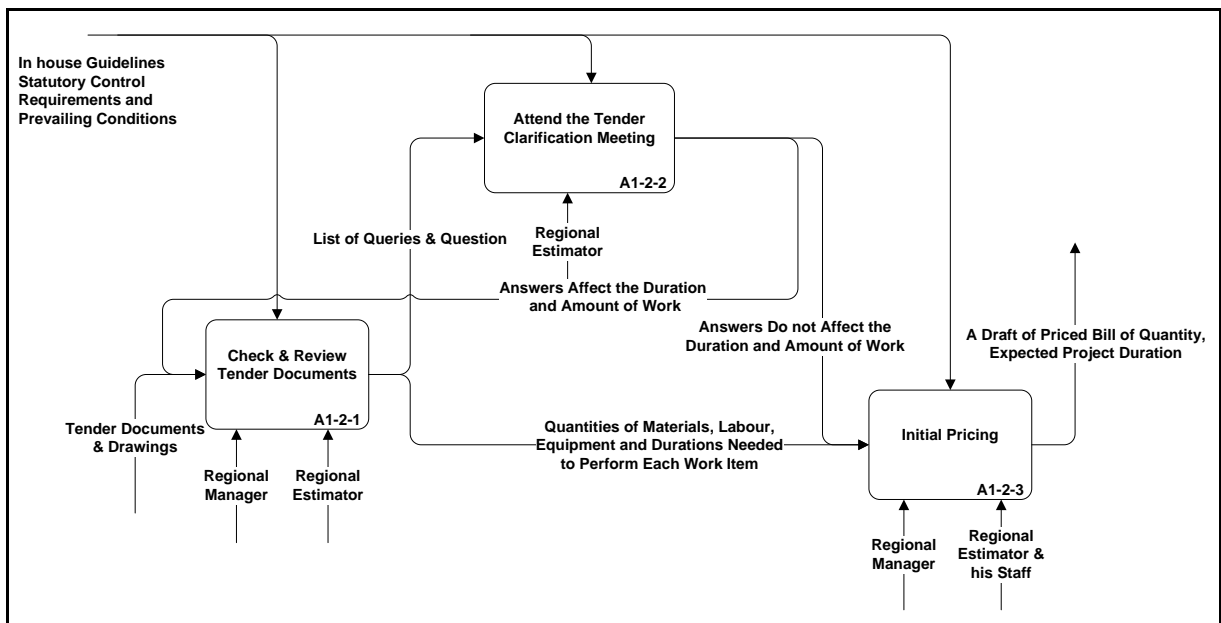 In house Guidelines
Statutory Control
Requirements and
Prevailing Conditions
Attend the Tender
Clarification Meeting
A1-2-2
List of Queries & Question
Regional
Estimator
Answers Affect the Duration
and Amount of Work
Answers Do not Affect the
Duration and Amount of Work
A Draft of Priced Bill of Quantity,
Expected Project Duration
Check & Review
Tender Documents
A1-2-1
Tender Documents
& Drawings
Regional
Manager
Regional
Estimator
Quantities of Materials, Labour,
Equipment and Durations Needed
to Perform Each Work Item
Initial Pricing
A1-2-3
Regional
Manager
Regional
Estimator &
his Staff